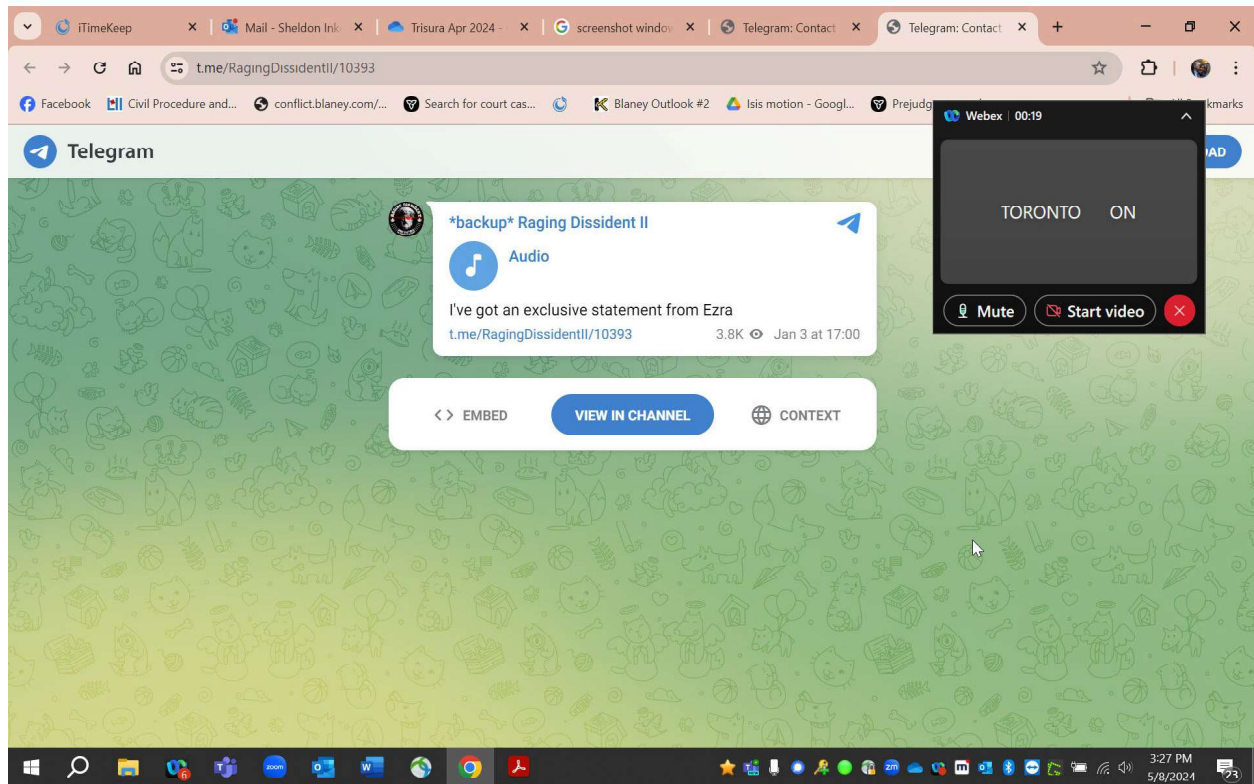 iTimeKeep
Mail - Sheldon Ink
Trisura Apr 2024 -
screenshot window
Telegram: Contact
Telegram: Contact
t.me/RagingDissidentII/10393
Facebook
Civil Procedure and...
conflict.blaney.com/...
Search for court cas...
Blaney Outlook #2
Isis motion - Googl...
Telegram
Webex 00:19
TORONTO ON
Mute
Start video
*backup* Raging Dissident II
Audio
I've got an exclusive statement from Ezra
t.me/RagingDissidentII/10393 3.8K Jan 3 at 17:00
EMBED
VIEW IN CHANNEL
CONTEXT
zoom
3:27 PM
5/8/2024
23